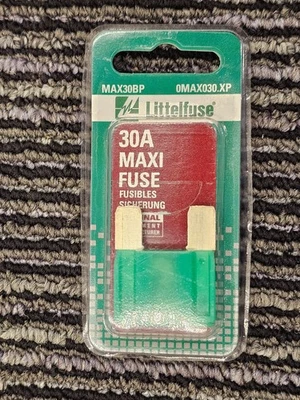 MAX30BP 0MAX030.XP
Littelfuse®
30A
MAXI
FUSE
FUSIBLES
SICHERUNG